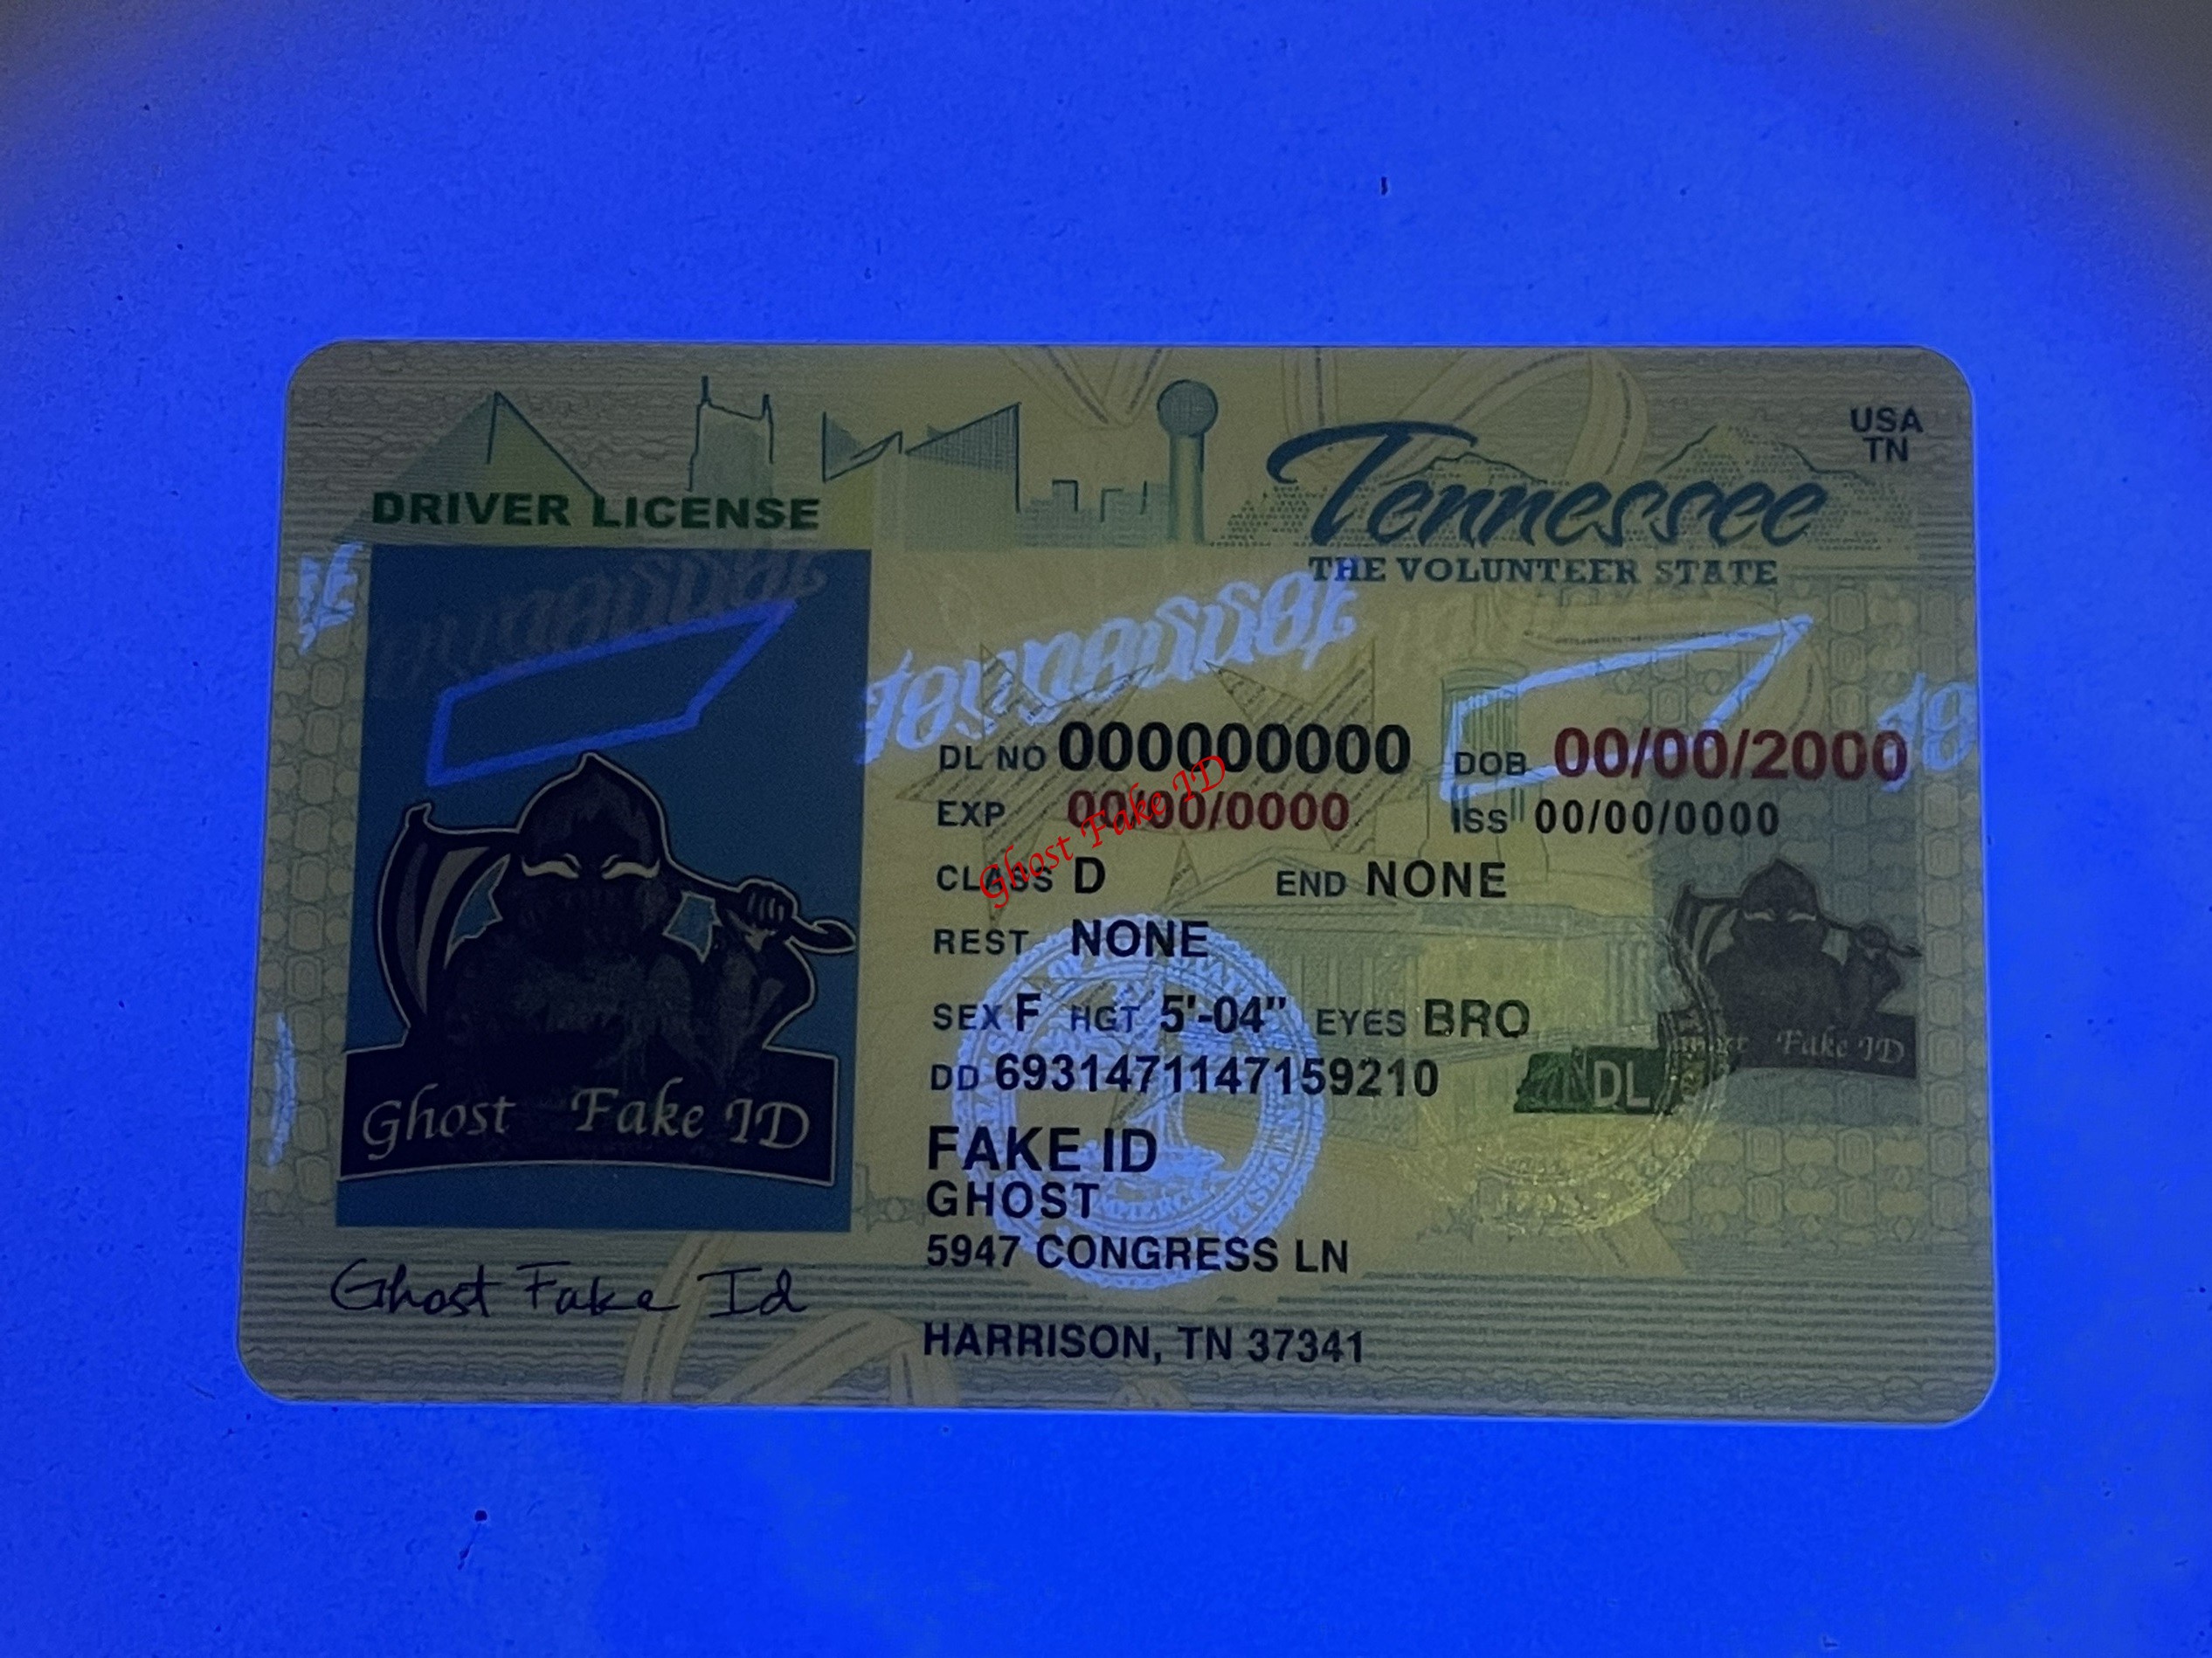 USA
TN
DRIVER LICENSE
Tennessee
THE VOLUNTEER STATE
DL NO 000000000 DOB 00/00/2000
EXP 00/00/0000 ISS 00/00/0000
Ghost Fake ID
CLASS D END NONE
REST NONE
SEX F HGT 5'-04" EYES BRO
DD 6931471147159210
DL
Ghost Fake ID
Fake ID
FAKE ID
GHOST
5947 CONGRESS LN
HARRISON, TN 37341
Ghost Fake Id